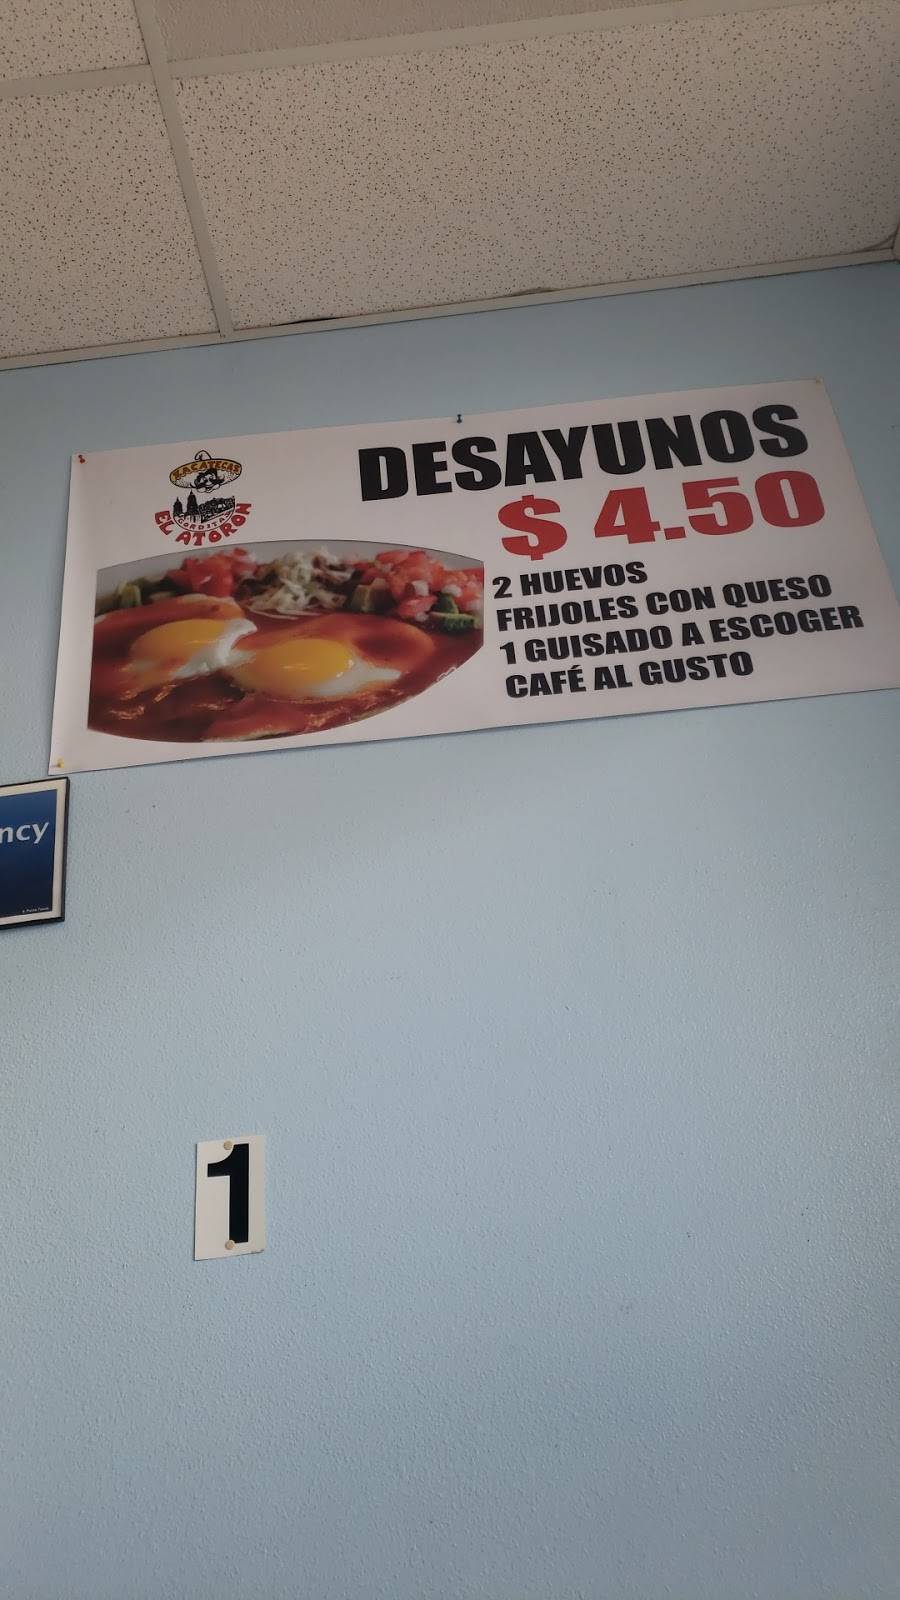 ZACATECAS
GORDITAS
EL ATORON
DESAYUNOS
$ 4.50
2 HUEVOS
FRIJOLES CON QUESO
1 GUISADO A ESCOGER
CAFÉ AL GUSTO
ncy
1